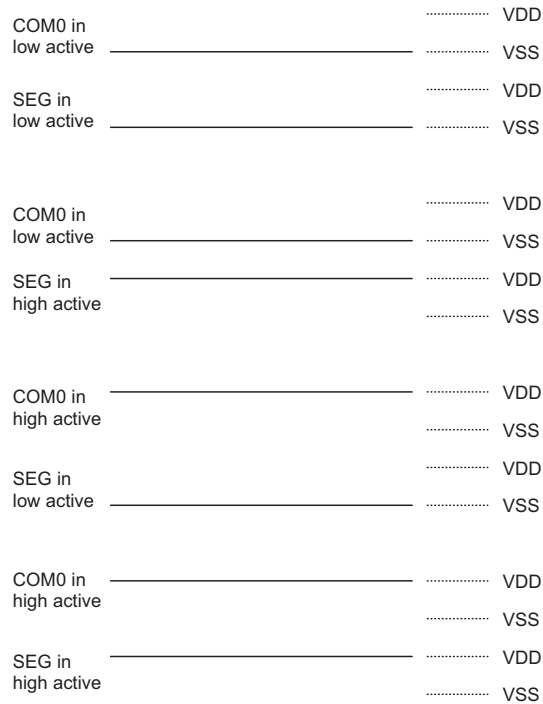 VDD
COM0 in
low active
VSS
VDD
SEG in
low active
VSS
VDD
COM0 in
low active
VSS
SEG in
high active
VDD
VSS
COM0 in
high active
VDD
VSS
VDD
SEG in
low active
VSS
COM0 in
high active
VDD
VSS
SEG in
high active
VDD
VSS